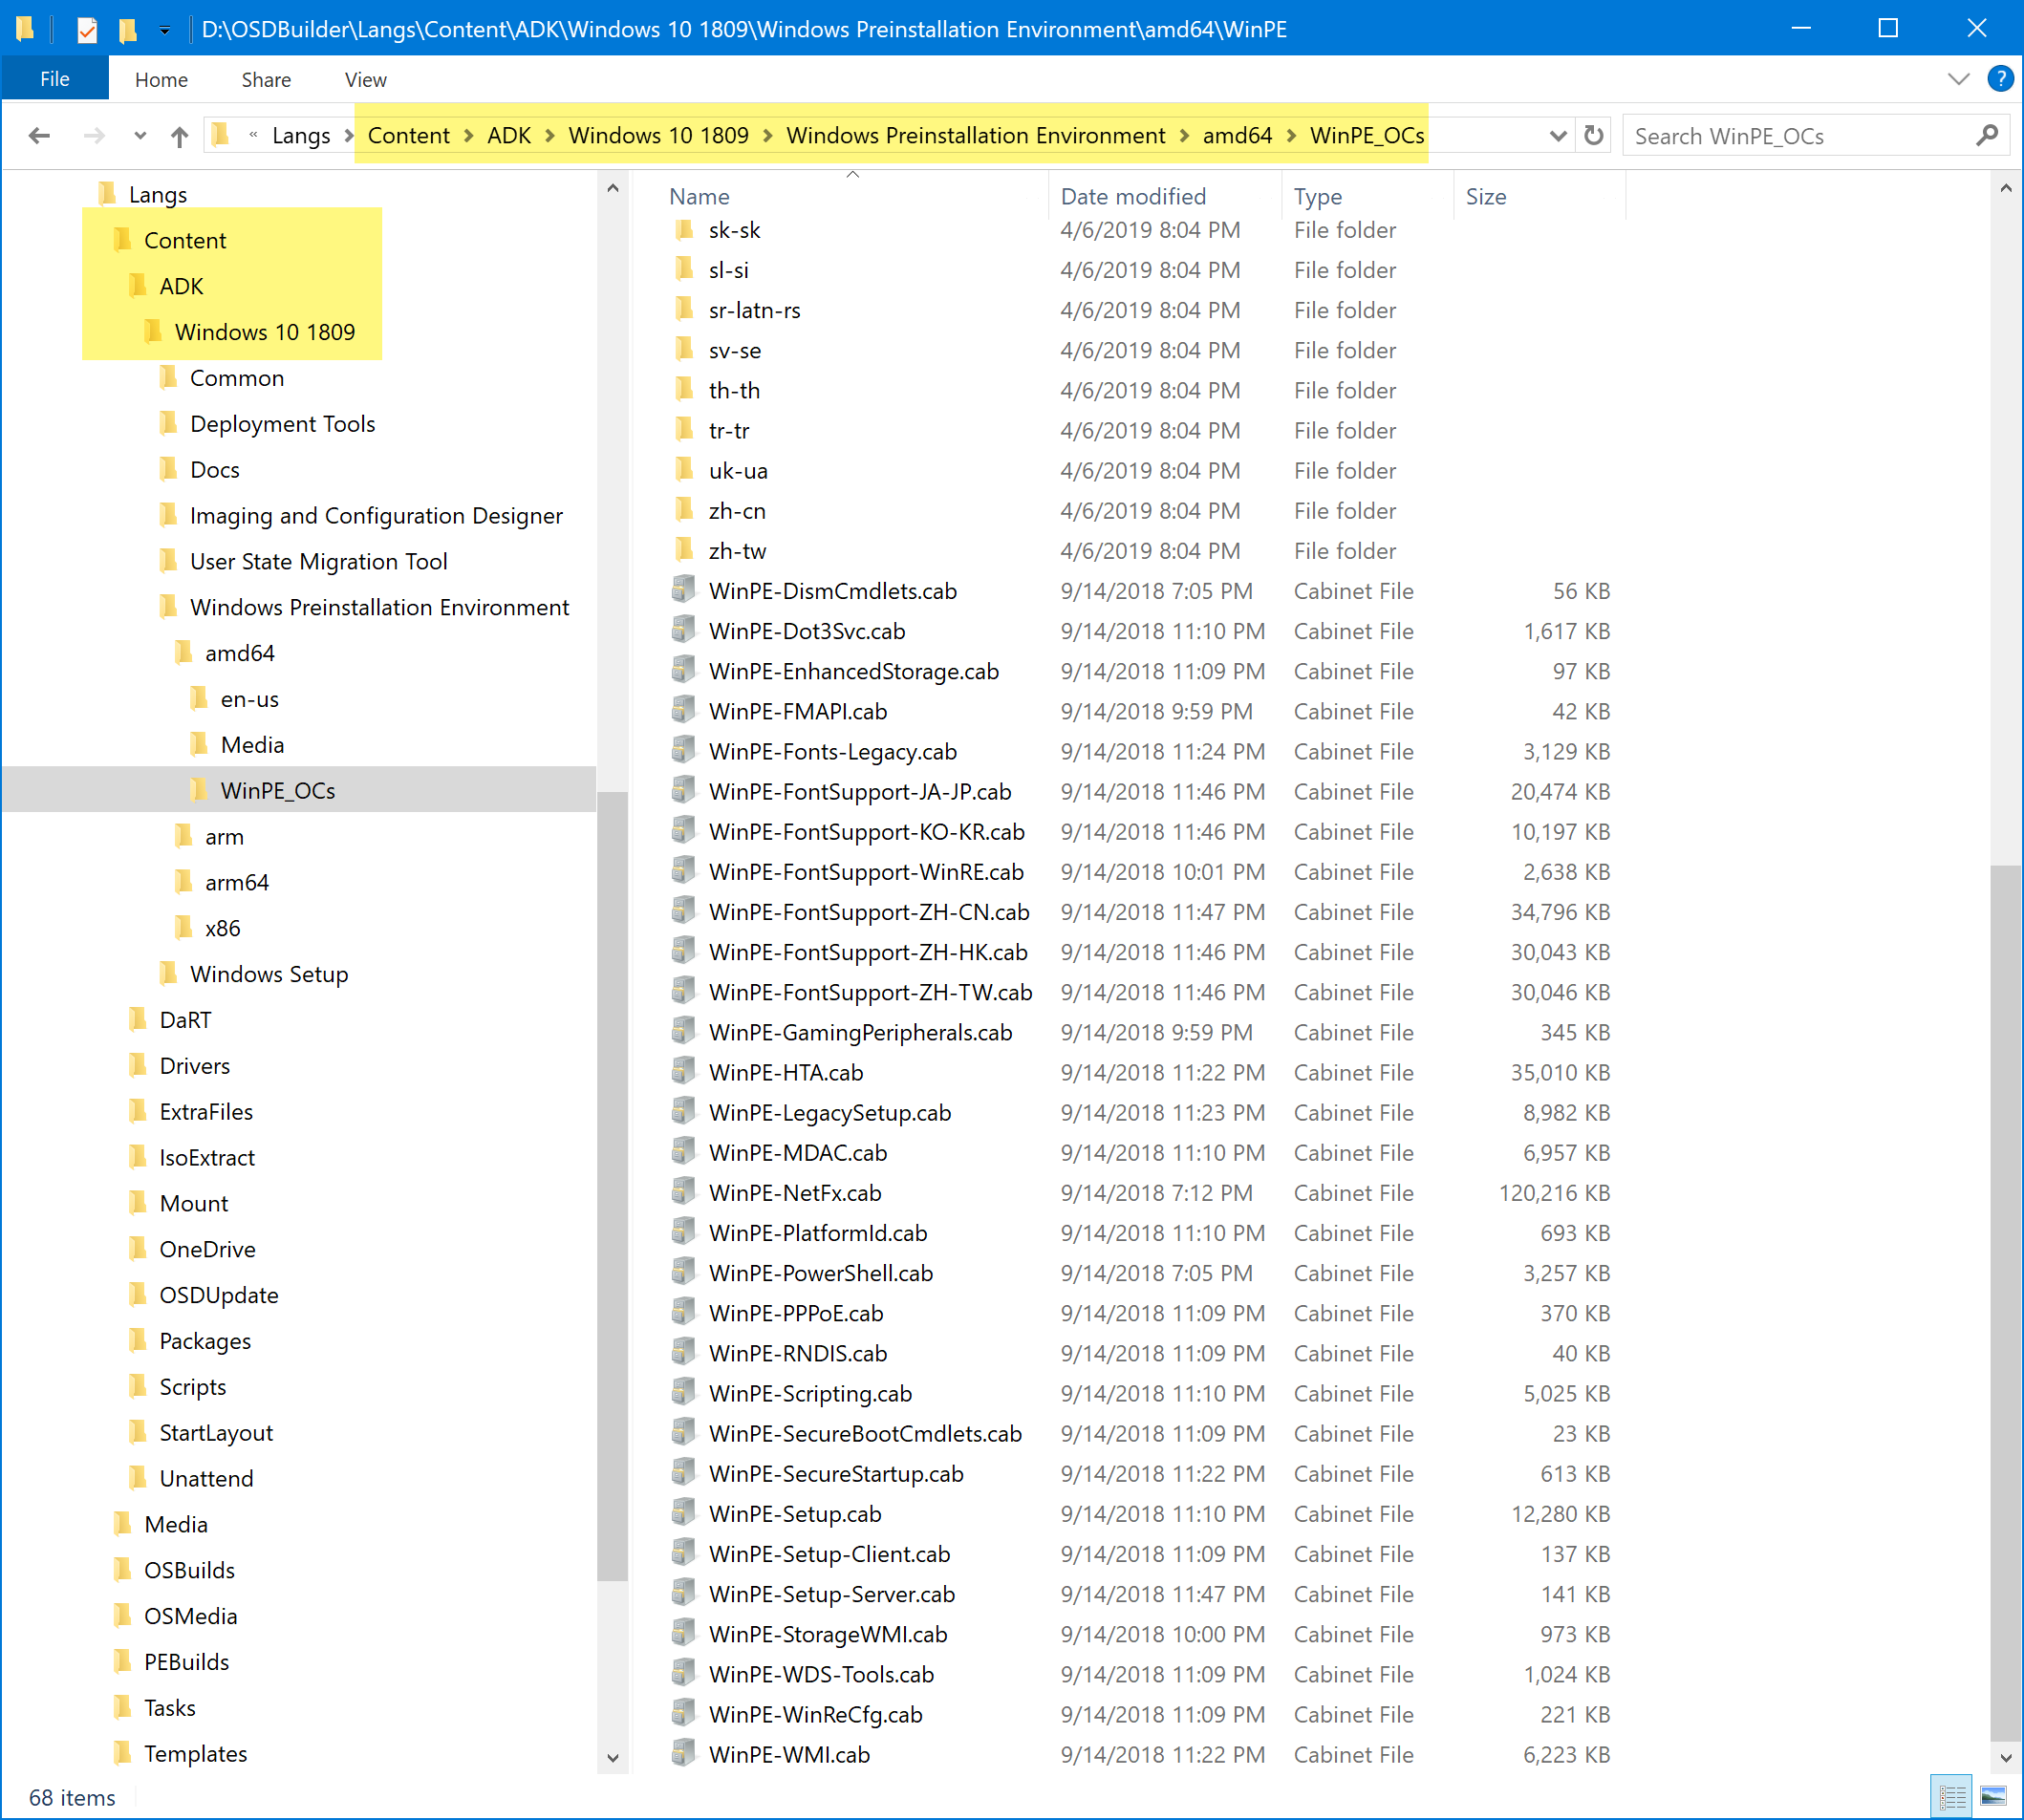 D:\OSDBuilder\Langs\Content\ADK\Windows 10 1809\Windows Preinstallation Environment\amd64\WinPE
File Home Share View ?
« Langs > Content > ADK > Windows 10 1809 > Windows Preinstallation Environment > amd64 > WinPE_OCs
Search WinPE_OCs
Langs
Content
ADK
Windows 10 1809
Common
Deployment Tools
Docs
Imaging and Configuration Designer
User State Migration Tool
Windows Preinstallation Environment
amd64
en-us
Media
WinPE_OCs
arm
arm64
x86
Windows Setup
DaRT
Drivers
ExtraFiles
IsoExtract
Mount
OneDrive
OSDUpdate
Packages
Scripts
StartLayout
Unattend
Media
OSBuilds
OSMedia
PEBuilds
Tasks
Templates
Name Date modified Type Size
sk-sk 4/6/2019 8:04 PM File folder
sl-si 4/6/2019 8:04 PM File folder
sr-latn-rs 4/6/2019 8:04 PM File folder
sv-se 4/6/2019 8:04 PM File folder
th-th 4/6/2019 8:04 PM File folder
tr-tr 4/6/2019 8:04 PM File folder
uk-ua 4/6/2019 8:04 PM File folder
zh-cn 4/6/2019 8:04 PM File folder
zh-tw 4/6/2019 8:04 PM File folder
WinPE-DismCmdlets.cab 9/14/2018 7:05 PM Cabinet File 56 KB
WinPE-Dot3Svc.cab 9/14/2018 11:10 PM Cabinet File 1,617 KB
WinPE-EnhancedStorage.cab 9/14/2018 11:09 PM Cabinet File 97 KB
WinPE-FMAPI.cab 9/14/2018 9:59 PM Cabinet File 42 KB
WinPE-Fonts-Legacy.cab 9/14/2018 11:24 PM Cabinet File 3,129 KB
WinPE-FontSupport-JA-JP.cab 9/14/2018 11:46 PM Cabinet File 20,474 KB
WinPE-FontSupport-KO-KR.cab 9/14/2018 11:46 PM Cabinet File 10,197 KB
WinPE-FontSupport-WinRE.cab 9/14/2018 10:01 PM Cabinet File 2,638 KB
WinPE-FontSupport-ZH-CN.cab 9/14/2018 11:47 PM Cabinet File 34,796 KB
WinPE-FontSupport-ZH-HK.cab 9/14/2018 11:46 PM Cabinet File 30,043 KB
WinPE-FontSupport-ZH-TW.cab 9/14/2018 11:46 PM Cabinet File 30,046 KB
WinPE-GamingPeripherals.cab 9/14/2018 9:59 PM Cabinet File 345 KB
WinPE-HTA.cab 9/14/2018 11:22 PM Cabinet File 35,010 KB
WinPE-LegacySetup.cab 9/14/2018 11:23 PM Cabinet File 8,982 KB
WinPE-MDAC.cab 9/14/2018 11:10 PM Cabinet File 6,957 KB
WinPE-NetFx.cab 9/14/2018 7:12 PM Cabinet File 120,216 KB
WinPE-PlatformId.cab 9/14/2018 11:10 PM Cabinet File 693 KB
WinPE-PowerShell.cab 9/14/2018 7:05 PM Cabinet File 3,257 KB
WinPE-PPPoE.cab 9/14/2018 11:09 PM Cabinet File 370 KB
WinPE-RNDIS.cab 9/14/2018 11:09 PM Cabinet File 40 KB
WinPE-Scripting.cab 9/14/2018 11:10 PM Cabinet File 5,025 KB
WinPE-SecureBootCmdlets.cab 9/14/2018 11:09 PM Cabinet File 23 KB
WinPE-SecureStartup.cab 9/14/2018 11:22 PM Cabinet File 613 KB
WinPE-Setup.cab 9/14/2018 11:10 PM Cabinet File 12,280 KB
WinPE-Setup-Client.cab 9/14/2018 11:09 PM Cabinet File 137 KB
WinPE-Setup-Server.cab 9/14/2018 11:47 PM Cabinet File 141 KB
WinPE-StorageWMI.cab 9/14/2018 10:00 PM Cabinet File 973 KB
WinPE-WDS-Tools.cab 9/14/2018 11:09 PM Cabinet File 1,024 KB
WinPE-WinReCfg.cab 9/14/2018 11:09 PM Cabinet File 221 KB
WinPE-WMI.cab 9/14/2018 11:22 PM Cabinet File 6,223 KB
68 items